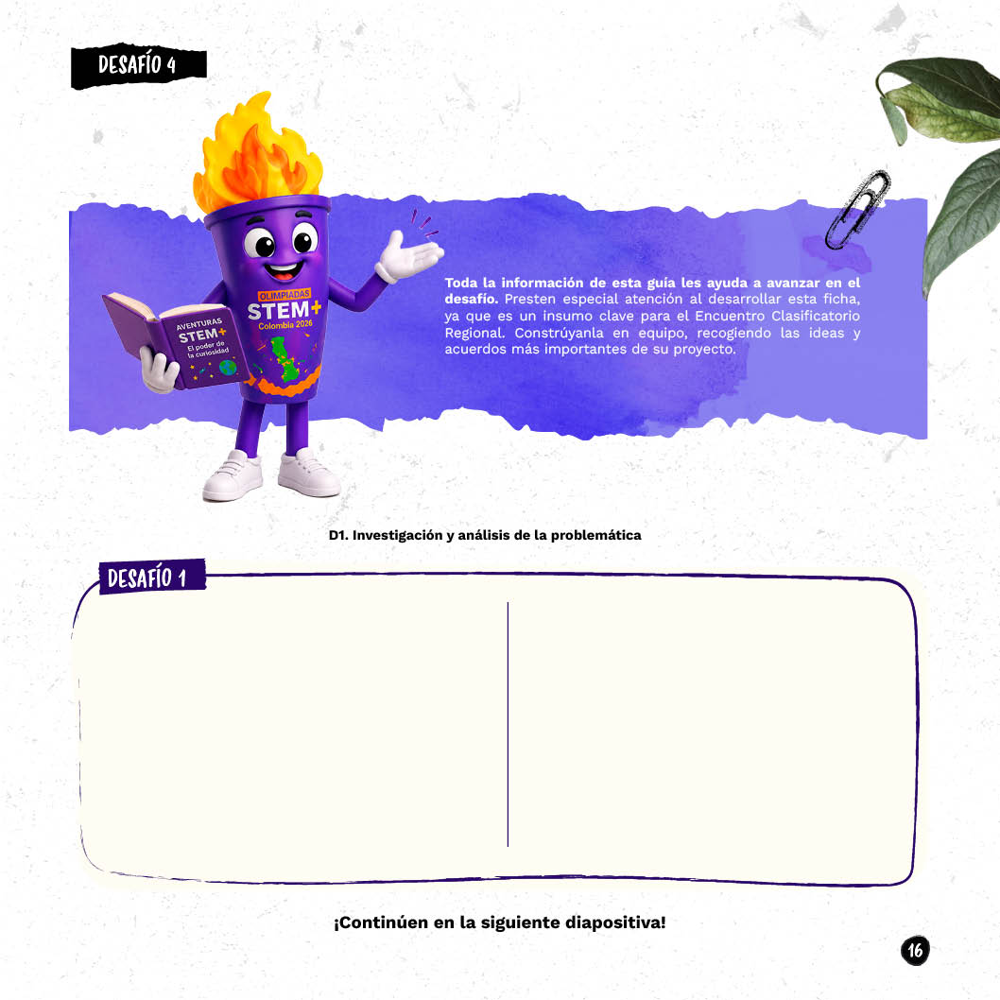 DESAFÍO 4
OLIMPIADAS
STEM+
Colombia 2026
AVENTURAS
STEM+
El poder de
la curiosidad
Toda la información de esta guía les ayuda a avanzar en el
desafío. Presten especial atención al desarrollar esta ficha,
ya que es un insumo clave para el Encuentro Clasificatorio
Regional. Constrúyanla en equipo, recogiendo las ideas y
acuerdos más importantes de su proyecto.
D1. Investigación y análisis de la problemática
DESAFÍO 1
¡Continúen en la siguiente diapositiva!
16